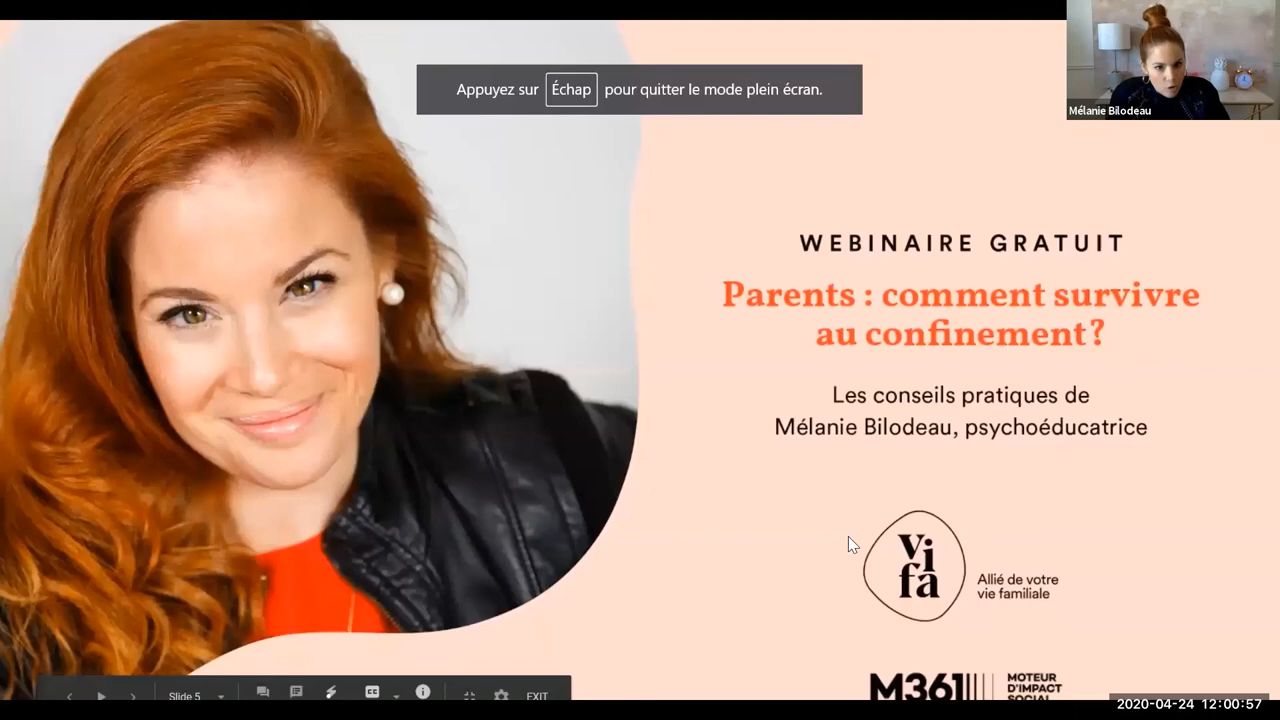 Appuyez sur Échap pour quitter le mode plein écran.
Mélanie Bilodeau
WEBINAIRE GRATUIT
Parents : comment survivre
au confinement?
Les conseils pratiques de
Mélanie Bilodeau, psychoéducatrice
Vi
fa
Allié de votre
vie familiale
M361
MOTEUR
D'IMPACT
SOCIAL
Slide 5
CC
EXIT
2020-04-24 12:00:57